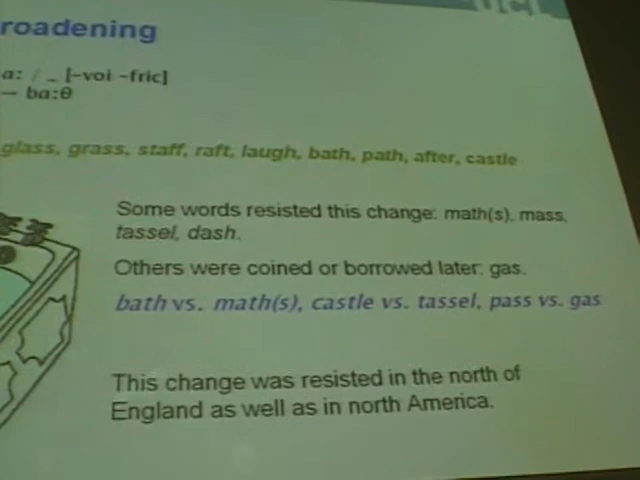 UCL
roadening
a: / _ [-voi -fric]
→ ba:θ
glass, grass, staff, raft, laugh, bath, path, after, castle
Some words resisted this change: math(s), mass,
tassel, dash.
Others were coined or borrowed later: gas.
bath vs. math(s), castle vs. tassel, pass vs. gas
This change was resisted in the north of
England as well as in north America.